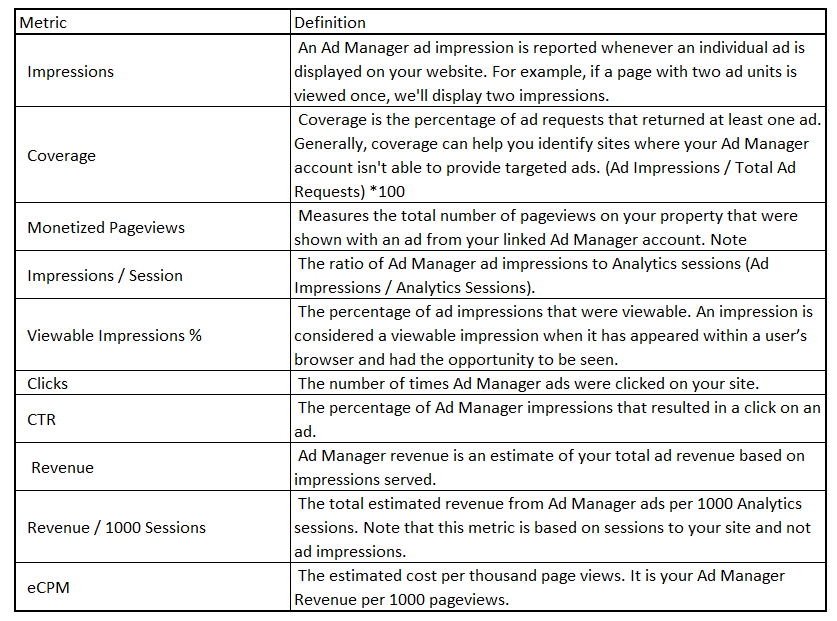 Metric Definition
Impressions
An Ad Manager ad impression is reported whenever an individual ad is
displayed on your website. For example, if a page with two ad units is
viewed once, we'll display two impressions.
Coverage
Coverage is the percentage of ad requests that returned at least one ad.
Generally, coverage can help you identify sites where your Ad Manager
account isn't able to provide targeted ads. (Ad Impressions / Total Ad
Requests) *100
Monetized Pageviews
Measures the total number of pageviews on your property that were
shown with an ad from your linked Ad Manager account. Note
Impressions / Session
The ratio of Ad Manager ad impressions to Analytics sessions (Ad
Impressions / Analytics Sessions).
Viewable Impressions %
The percentage of ad impressions that were viewable. An impression is
considered a viewable impression when it has appeared within a user’s
browser and had the opportunity to be seen.
Clicks The number of times Ad Manager ads were clicked on your site.
CTR
The percentage of Ad Manager impressions that resulted in a click on an
ad.
Revenue
Ad Manager revenue is an estimate of your total ad revenue based on
impressions served.
Revenue / 1000 Sessions
The total estimated revenue from Ad Manager ads per 1000 Analytics
sessions. Note that this metric is based on sessions to your site and not
ad impressions.
eCPM
The estimated cost per thousand page views. It is your Ad Manager
Revenue per 1000 pageviews.